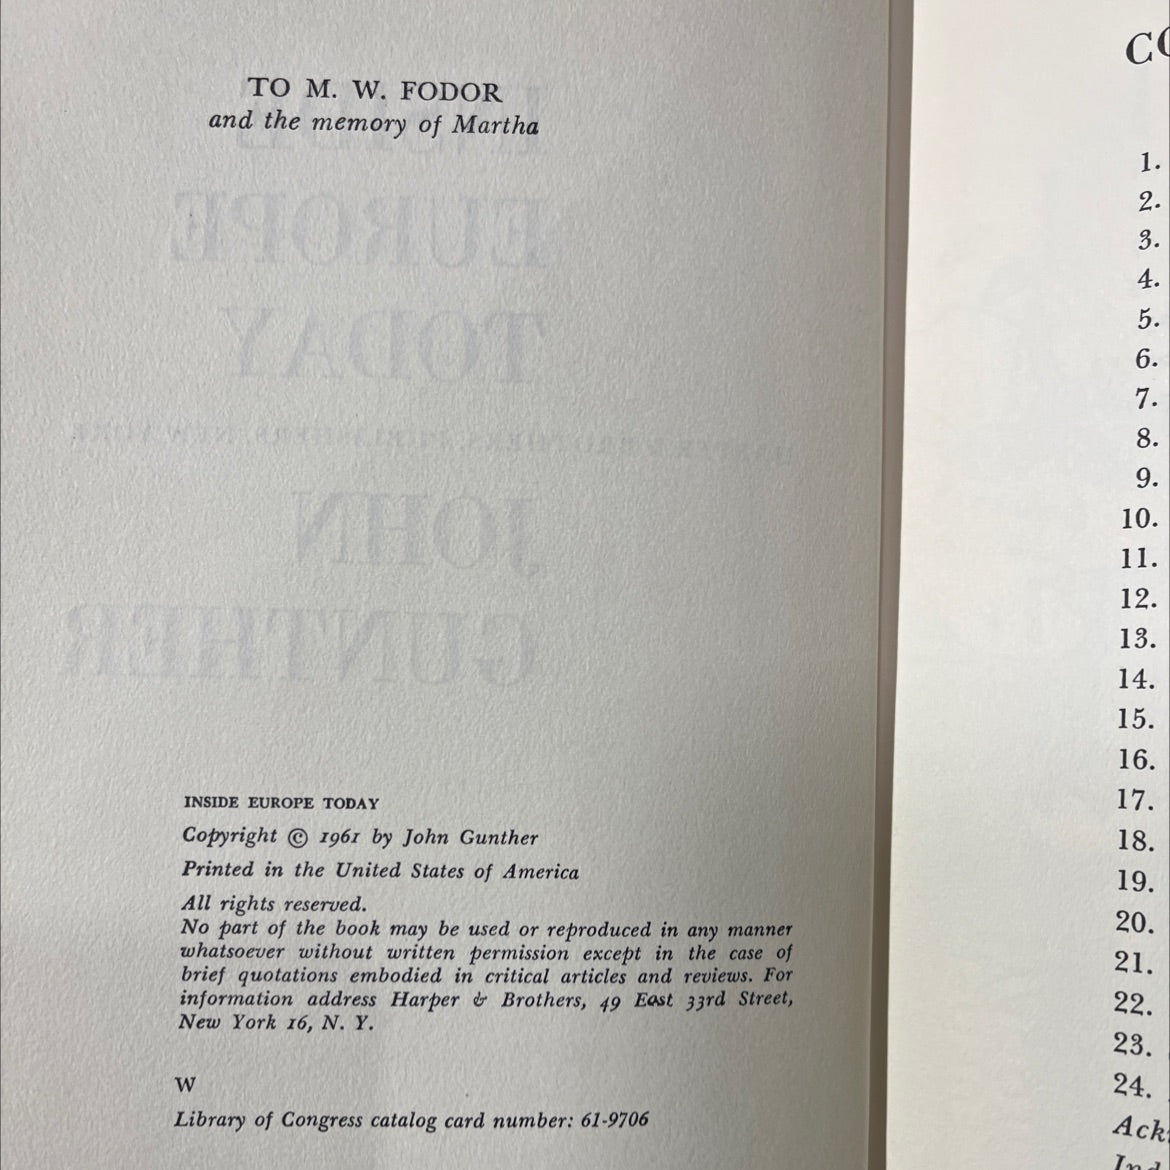 TO M. W. FODOR
and the memory of Martha
INSIDE EUROPE TODAY
Copyright © 1961 by John Gunther
Printed in the United States of America
All rights reserved.
No part of the book may be used or reproduced in any manner
whatsoever without written permission except in the case of
brief quotations embodied in critical articles and reviews. For
information address Harper & Brothers, 49 East 33rd Street,
New York 16, N. Y.
W
Library of Congress catalog card number: 61-9706
1.
2.
3.
4.
5.
6.
7.
8.
9.
10.
11.
12.
13.
14.
15.
16.
17.
18.
19.
20.
21.
22.
23.
24.